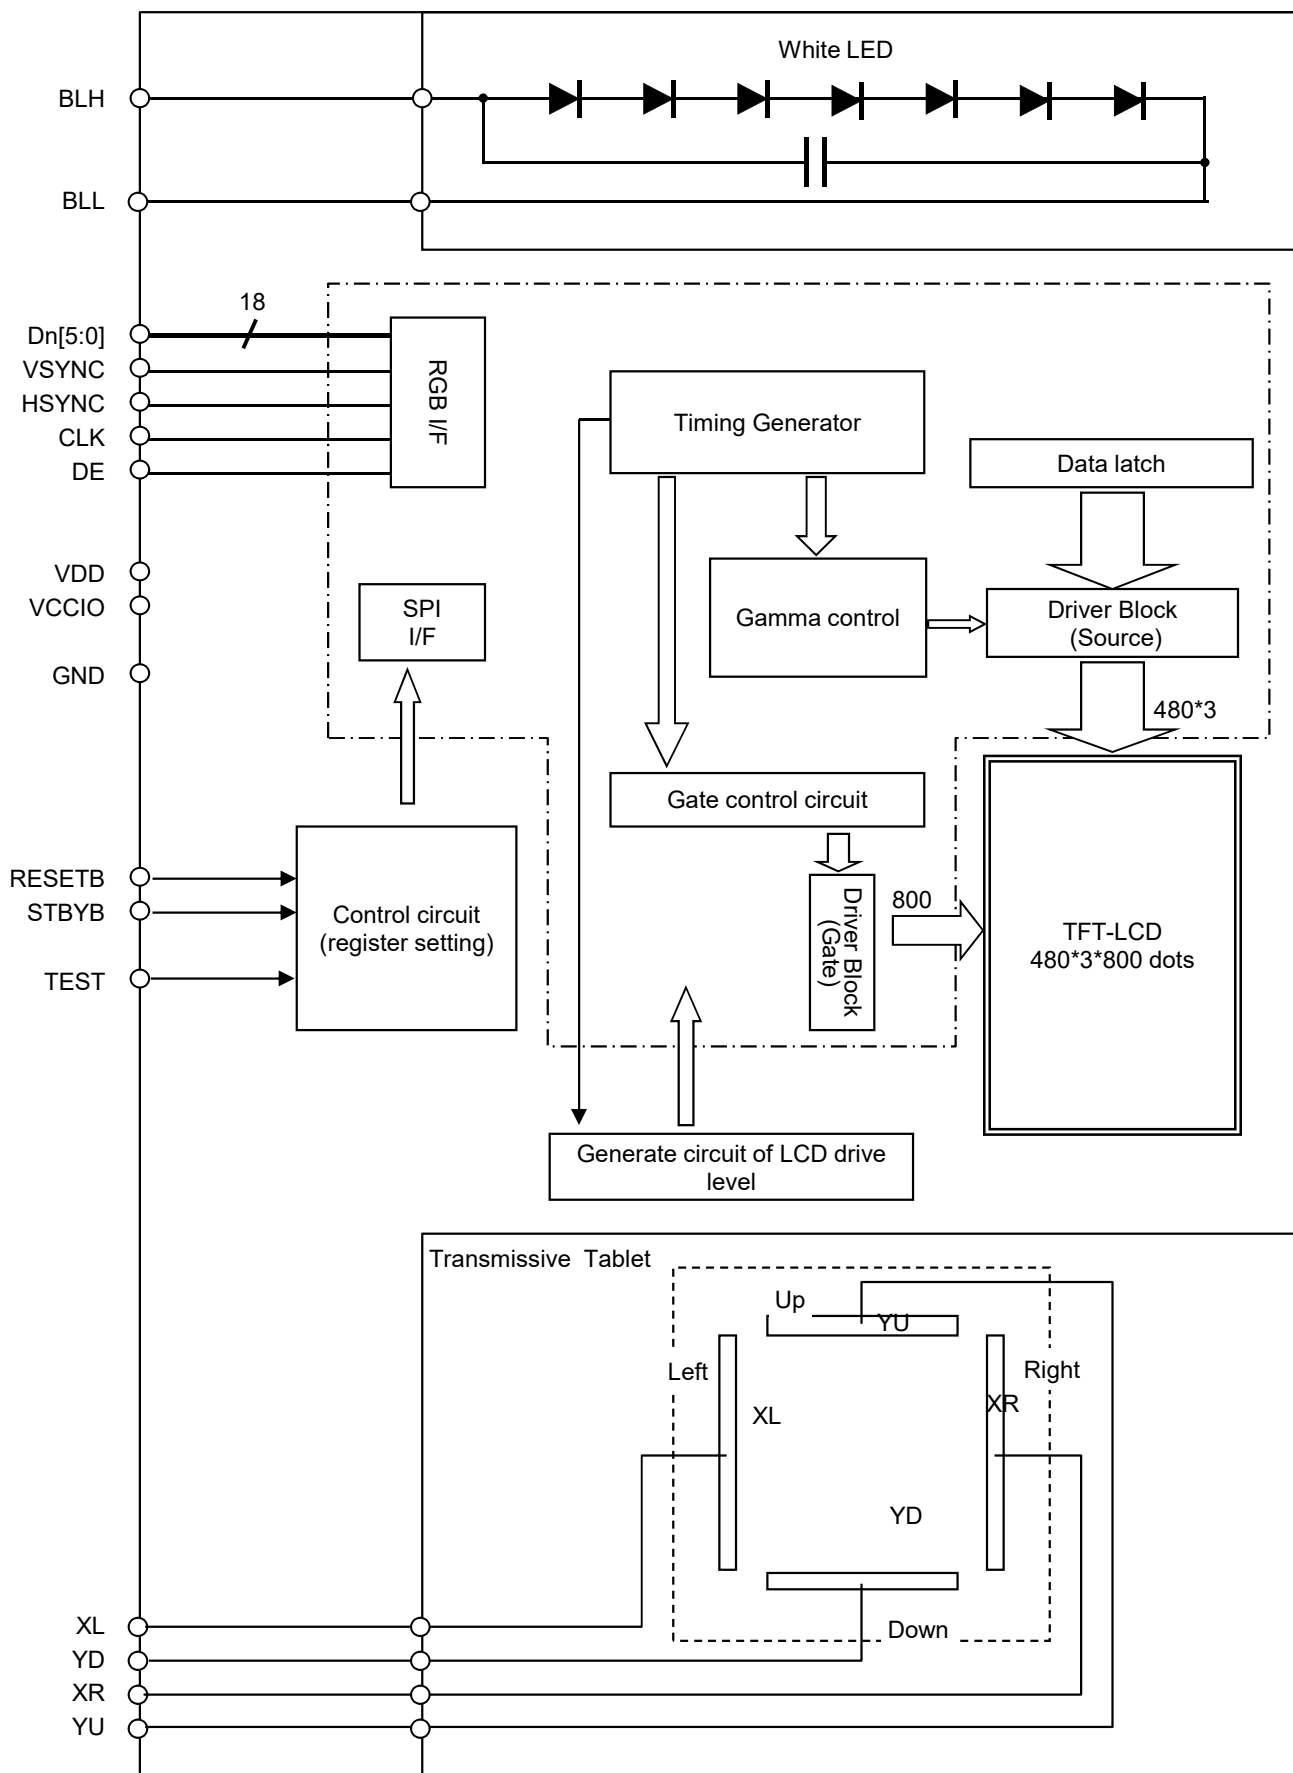 White LED
BLH
BLL
18
Dn[5:0]
VSYNC
HSYNC
CLK
DE
RGB I/F
Timing Generator
Data latch
VDD
VCCIO
GND
SPI
I/F
Gamma control
Driver Block
(Source)
480*3
Gate control circuit
RESETB
STBYB
TEST
Control circuit
(register setting)
Driver Block
(Gate)
800
TFT-LCD
480*3*800 dots
Generate circuit of LCD drive
level
Transmissive Tablet
Up
YU
Left
Right
XL
XR
YD
Down
XL
YD
XR
YU